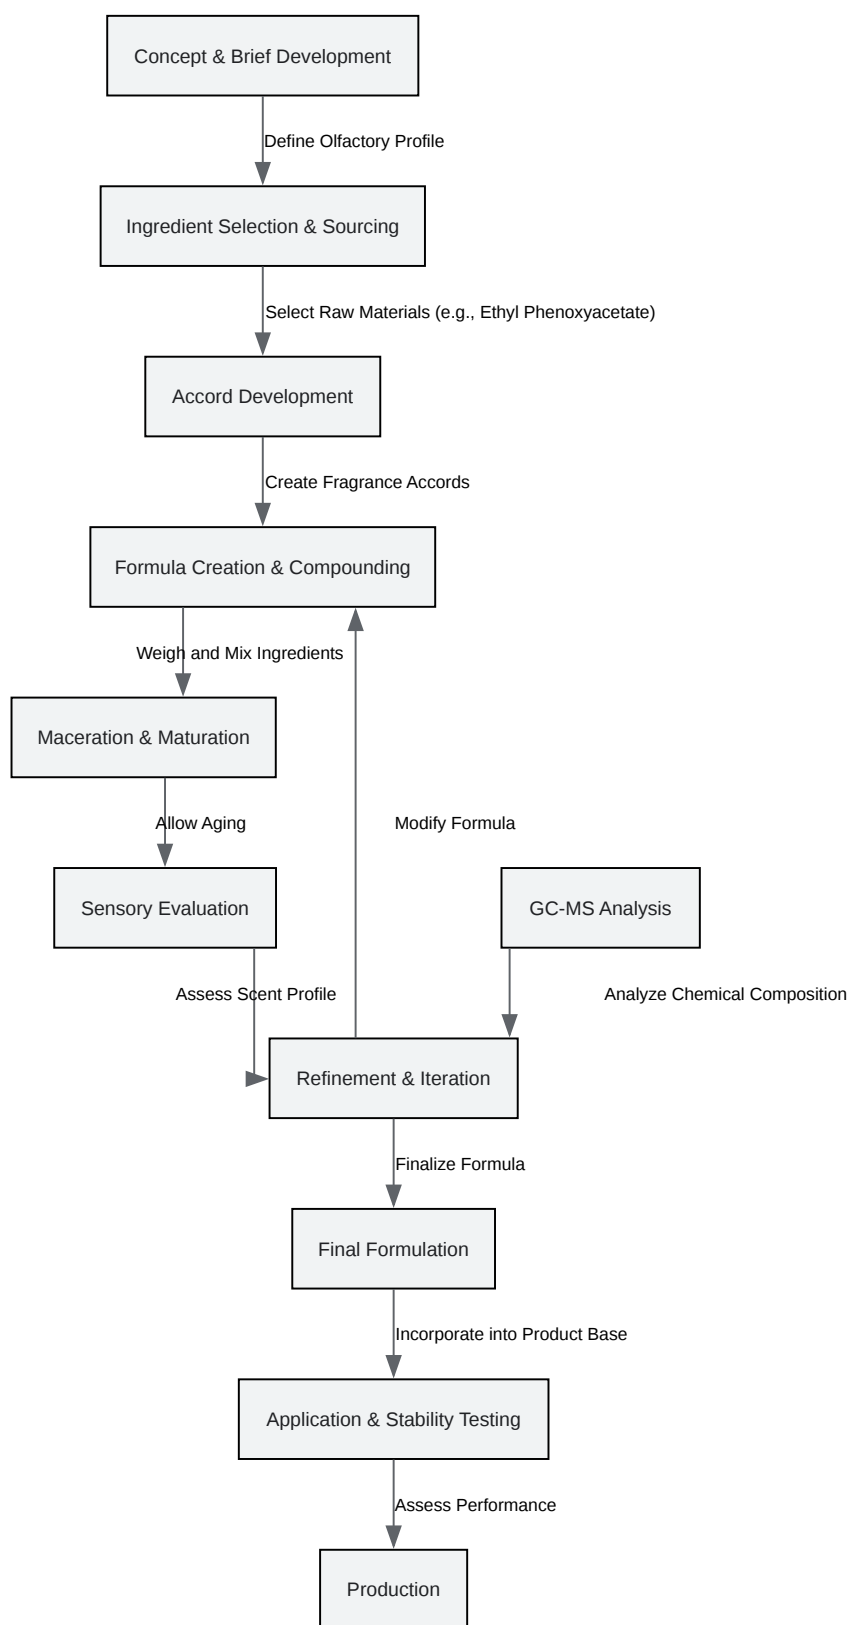 Concept & Brief Development
Define Olfactory Profile
Ingredient Selection & Sourcing
Select Raw Materials (e.g., Ethyl Phenoxyacetate)
Accord Development
Create Fragrance Accords
Formula Creation & Compounding
Weigh and Mix Ingredients
Maceration & Maturation
Allow Aging
Modify Formula
Sensory Evaluation
GC-MS Analysis
Assess Scent Profile
Analyze Chemical Composition
Refinement & Iteration
Finalize Formula
Final Formulation
Incorporate into Product Base
Application & Stability Testing
Assess Performance
Production